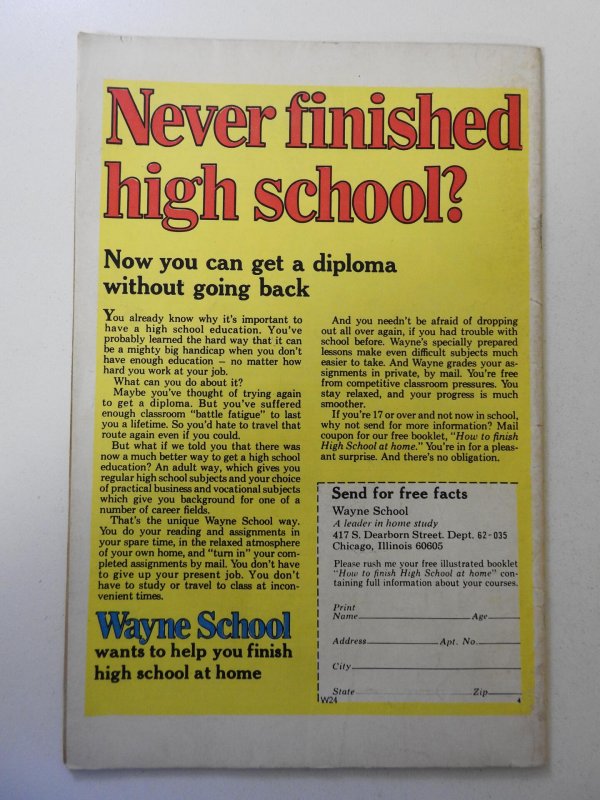 Never finished
high school?
Now you can get a diploma
without going back
You already know why it's important to
have a high school education. You've
probably learned the hard way that it can
be a mighty big handicap when you don't
have enough education — no matter how
hard you work at your job.
What can you do about it?
Maybe you've thought of trying again
to get a diploma. But you've suffered
enough classroom "battle fatigue" to last
you a lifetime. So you'd hate to travel that
route again even if you could.
But what if we told you that there was
now a much better way to get a high school
education? An adult way, which gives you
regular high school subjects and your choice
of practical business and vocational subjects
which give you background for one of a
number of career fields.
That's the unique Wayne School way.
You do your reading and assignments in
your spare time, in the relaxed atmosphere
of your own home, and "turn in" your com-
pleted assignments by mail. You don't have
to give up your present job. You don't
have to study or travel to class at incon-
venient times.
Wayne School
wants to help you finish
high school at home
And you needn't be afraid of dropping
out all over again, if you had trouble with
school before. Wayne's specially prepared
lessons make even difficult subjects much
easier to take. And Wayne grades your as-
signments in private, by mail. You're free
from competitive classroom pressures. You
stay relaxed, and your progress is much
smoother.
If you're 17 or over and not now in school,
why not send for more information? Mail
coupon for our free booklet, "How to finish
High School at home." You're in for a pleas-
ant surprise. And there's no obligation.
Send for free facts
Wayne School
A leader in home study
417 S. Dearborn Street. Dept. 62-035
Chicago, Illinois 60605
Please rush me your free illustrated booklet
"How to finish High School at home" con-
taining full information about your courses.
Print
Name Age
Address Apt. No.
City
State Zip
W24 4